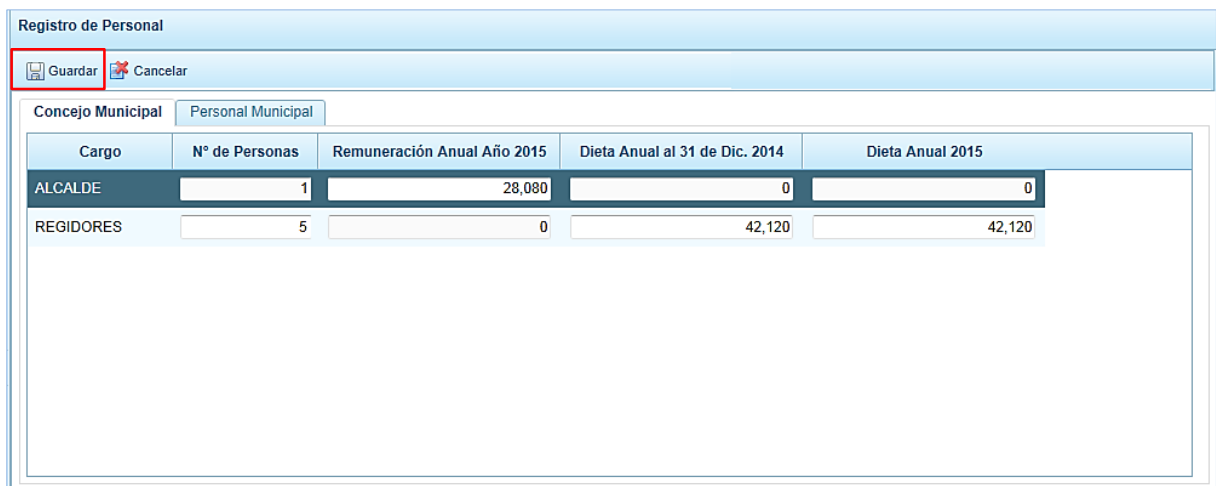 Registro de Personal
Guardar Cancelar
Concejo Municipal Personal Municipal
Cargo N° de Personas Remuneración Anual Año 2015 Dieta Anual al 31 de Dic. 2014 Dieta Anual 2015
ALCALDE 1 28,080 0 0
REGIDORES 5 0 42,120 42,120